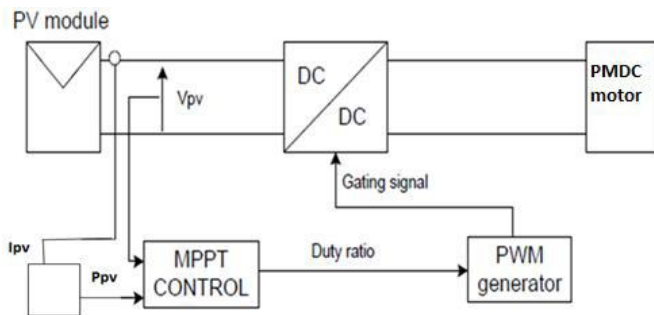 PV module
DC
DC
Vpv
PMDC
motor
Gating signal
Ipv
Ppv
MPPT
CONTROL
Duty ratio
PWM
generator